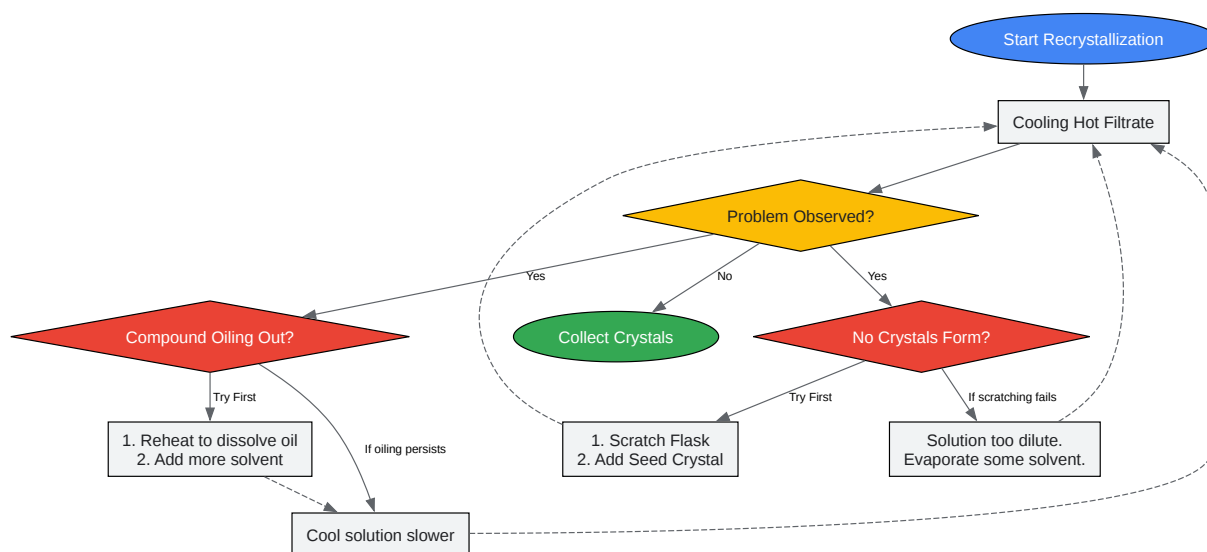 Start Recrystallization
Cooling Hot Filtrate
Problem Observed?
Yes
No
Yes
Compound Oiling Out?
Collect Crystals
No Crystals Form?
Try First
Try First
If scratching fails
1. Reheat to dissolve oil
2. Add more solvent
If oiling persists
1. Scratch Flask
2. Add Seed Crystal
Solution too dilute.
Evaporate some solvent.
Cool solution slower